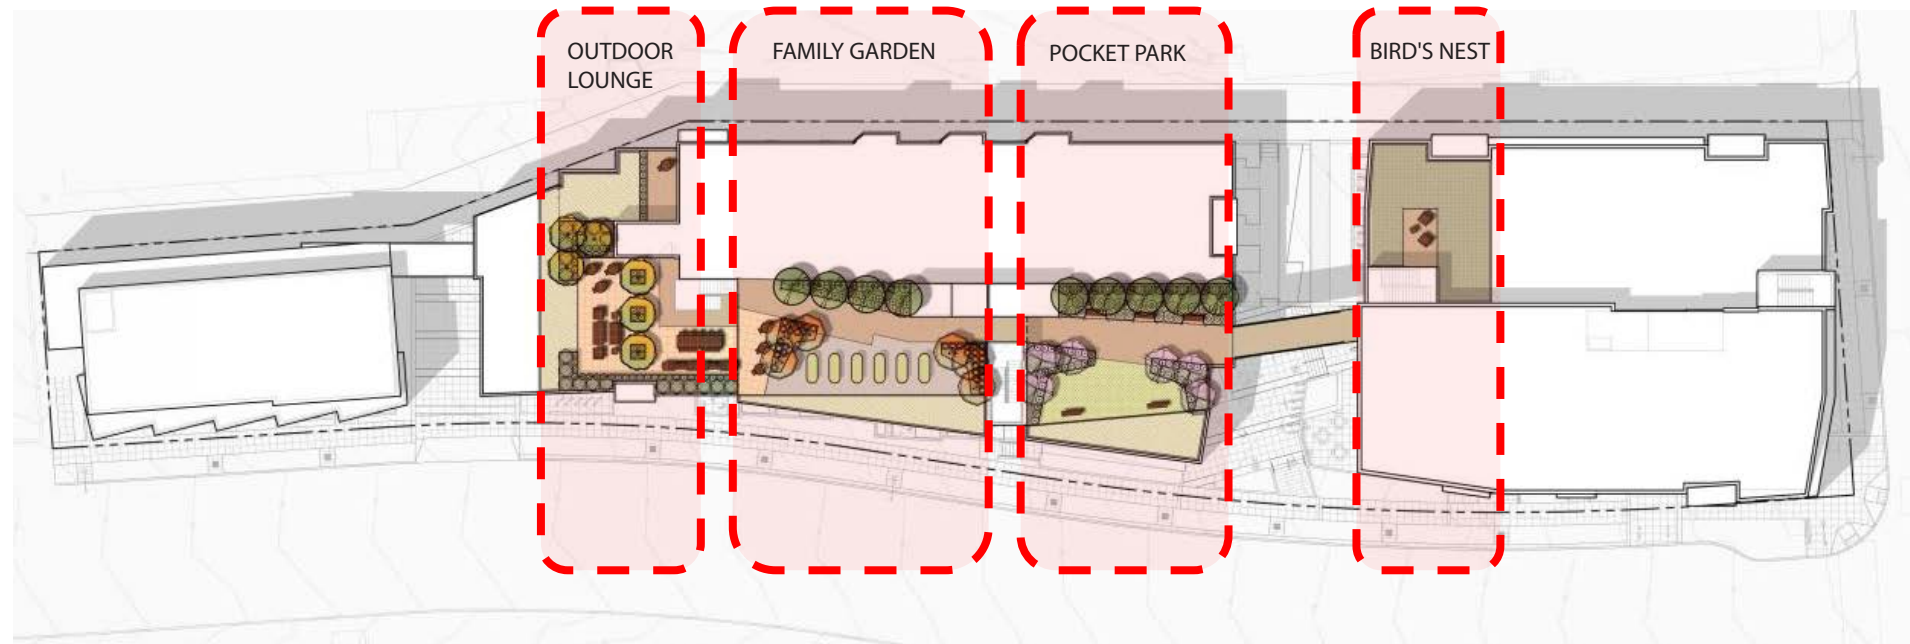 OUTDOOR
LOUNGE
FAMILY GARDEN
POCKET PARK
BIRD'S NEST